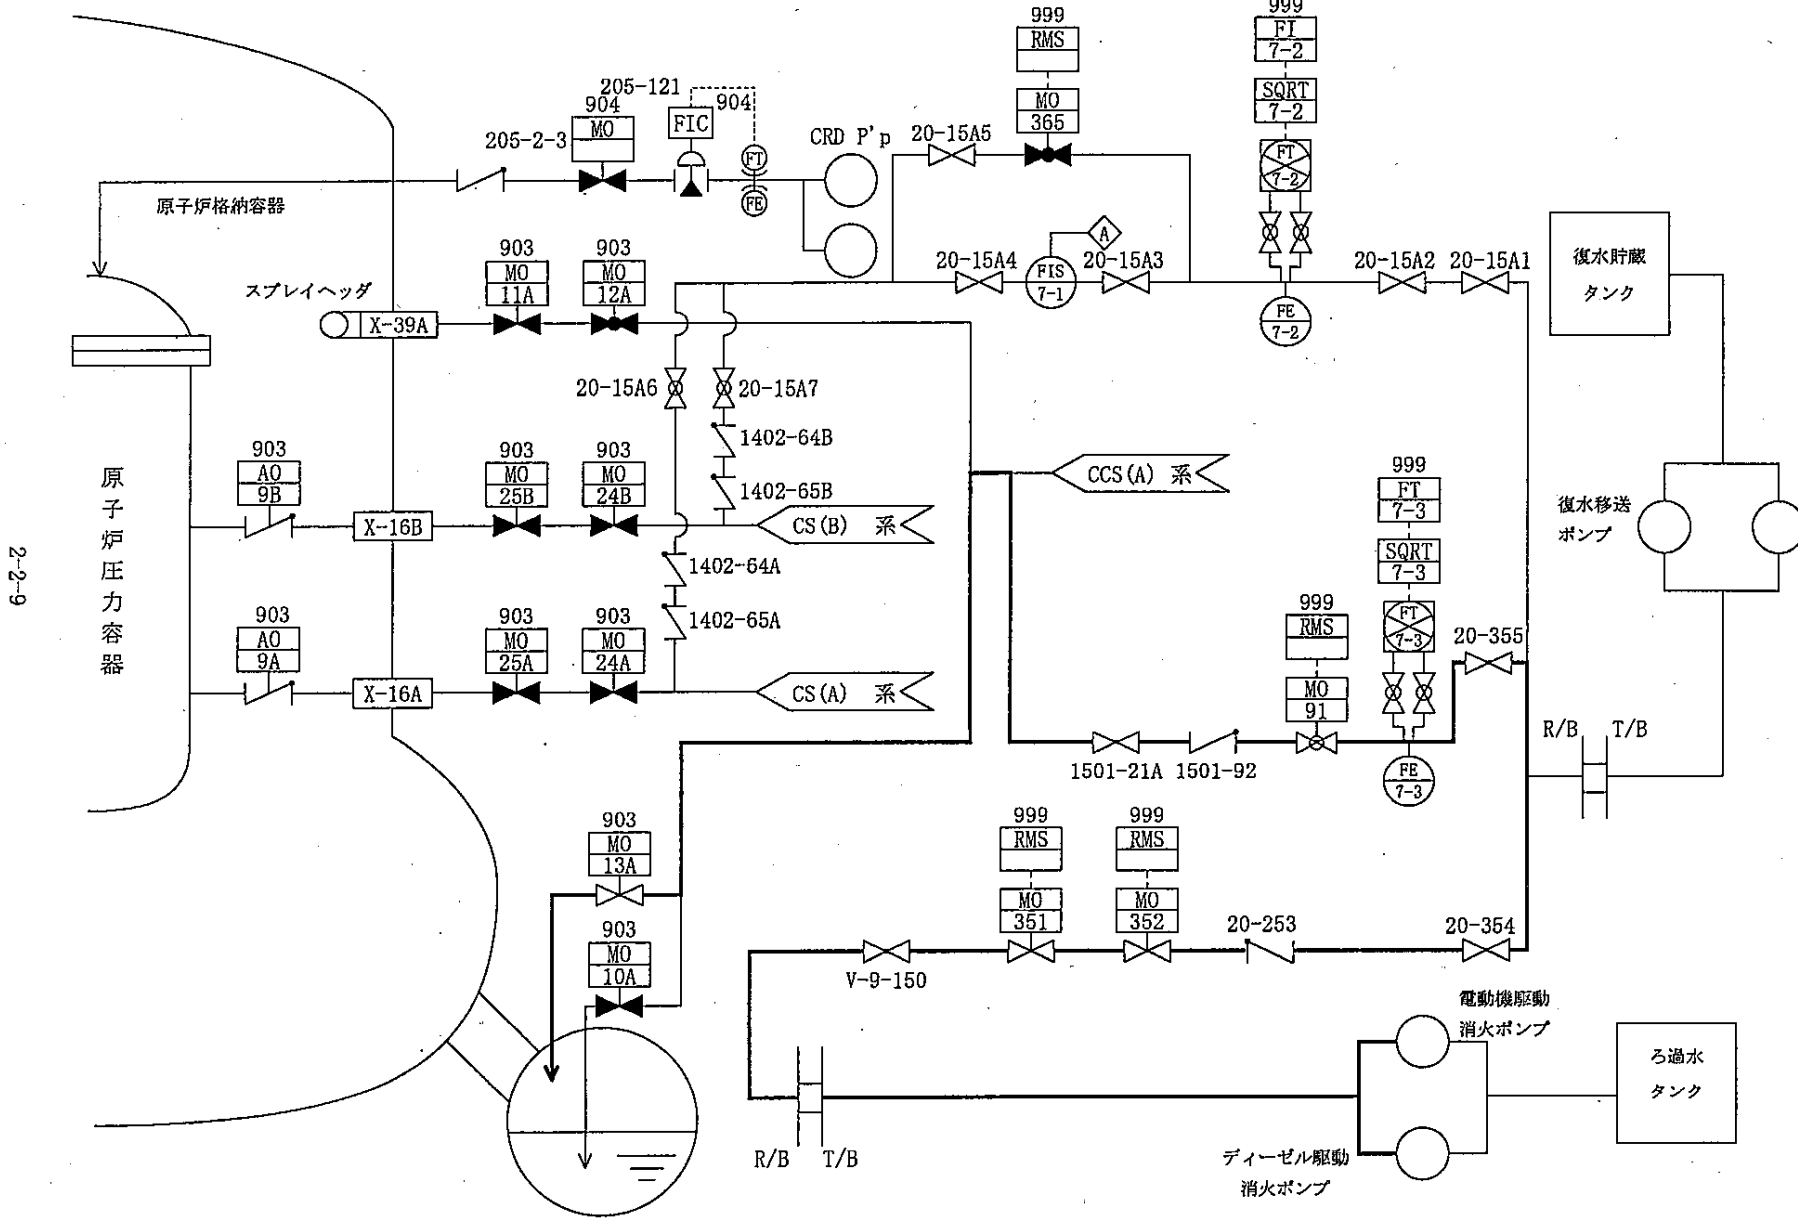 999
FI
7-2
SQRT
7-2
FT
7-2
FE
7-2
999
RMS
MO
365
20-15A5
205-121
904
904
MO
FIC
FT
FE
205-2-3
CRD P'p
原子炉格納容器
A
20-15A4
FIS
7-1
20-15A3
20-15A2
20-15A1
復水貯蔵
タンク
903
MO
11A
903
MO
12A
スプレイヘッダ
X-39A
20-15A6
20-15A7
1402-64B
1402-65B
903
AO
9B
903
MO
25B
903
MO
24B
X-16B
CS(B) 系
CCS(A) 系
999
FT
7-3
SQRT
7-3
FT
7-3
FE
7-3
復水移送
ポンプ
原子炉圧力容器
2-2-9
1402-64A
1402-65A
903
AO
9A
903
MO
25A
903
MO
24A
X-16A
CS(A) 系
999
RMS
MO
91
20-355
1501-21A
1501-92
R/B
T/B
903
MO
13A
903
MO
10A
999
RMS
MO
351
999
RMS
MO
352
20-253
20-354
V-9-150
電動機駆動
消火ポンプ
ろ過水
タンク
R/B
T/B
ディーゼル駆動
消火ポンプ